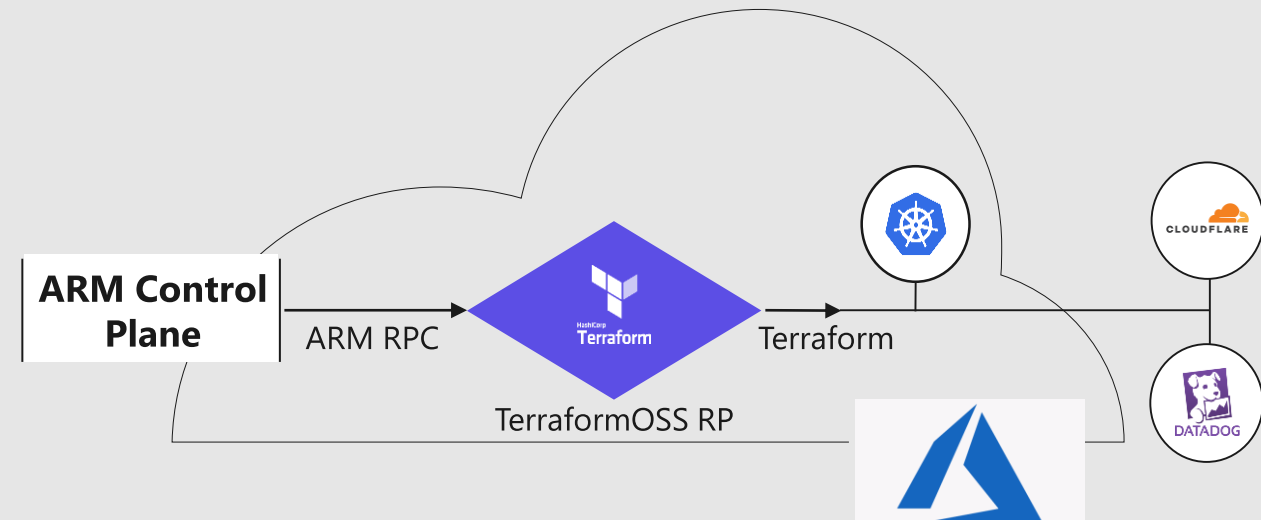 ARM Control
Plane
ARM RPC
HashiCorp
Terraform
Terraform
TerraformOSS RP
CLOUDFLARE
DATADOG